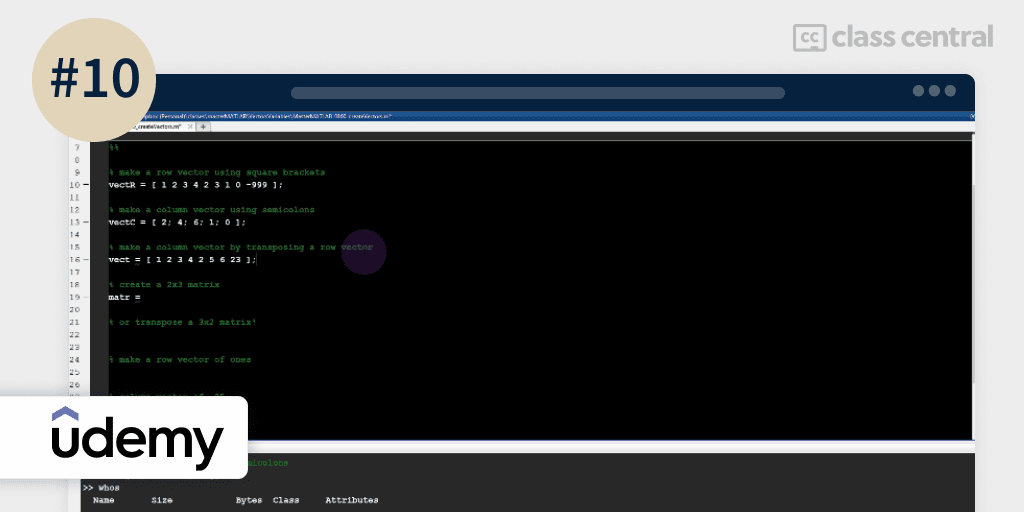 #10
class central
7 %%
8
9 % make a row vector using square brackets
10 vectR = [ 1 2 3 4 2 3 1 0 -999 ];
11
12 % make a column vector using semicolons
13 vectC = [ 2; 4; 6; 1; 0 ];
14
15 % make a column vector by transposing a row vector
16 vect = [ 1 2 3 4 2 5 6 23 ];
17
18 % create a 2x3 matrix
19 matr =
20
21 % or transpose a 3x2 matrix!
22
23
24 % make a row vector of ones
25
26
udemy
>> whos
Name Size Bytes Class Attributes